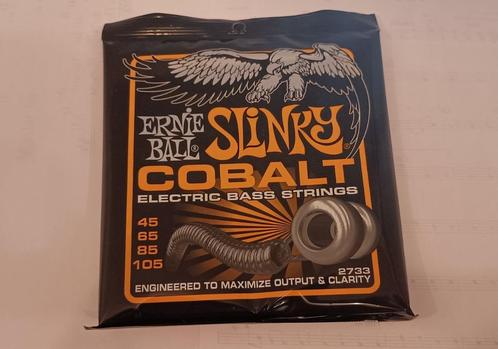 ERNIE BALL®
SLINKY®
COBALT
ELECTRIC BASS STRINGS
45
65
85
105
2733
ENGINEERED TO MAXIMIZE OUTPUT & CLARITY